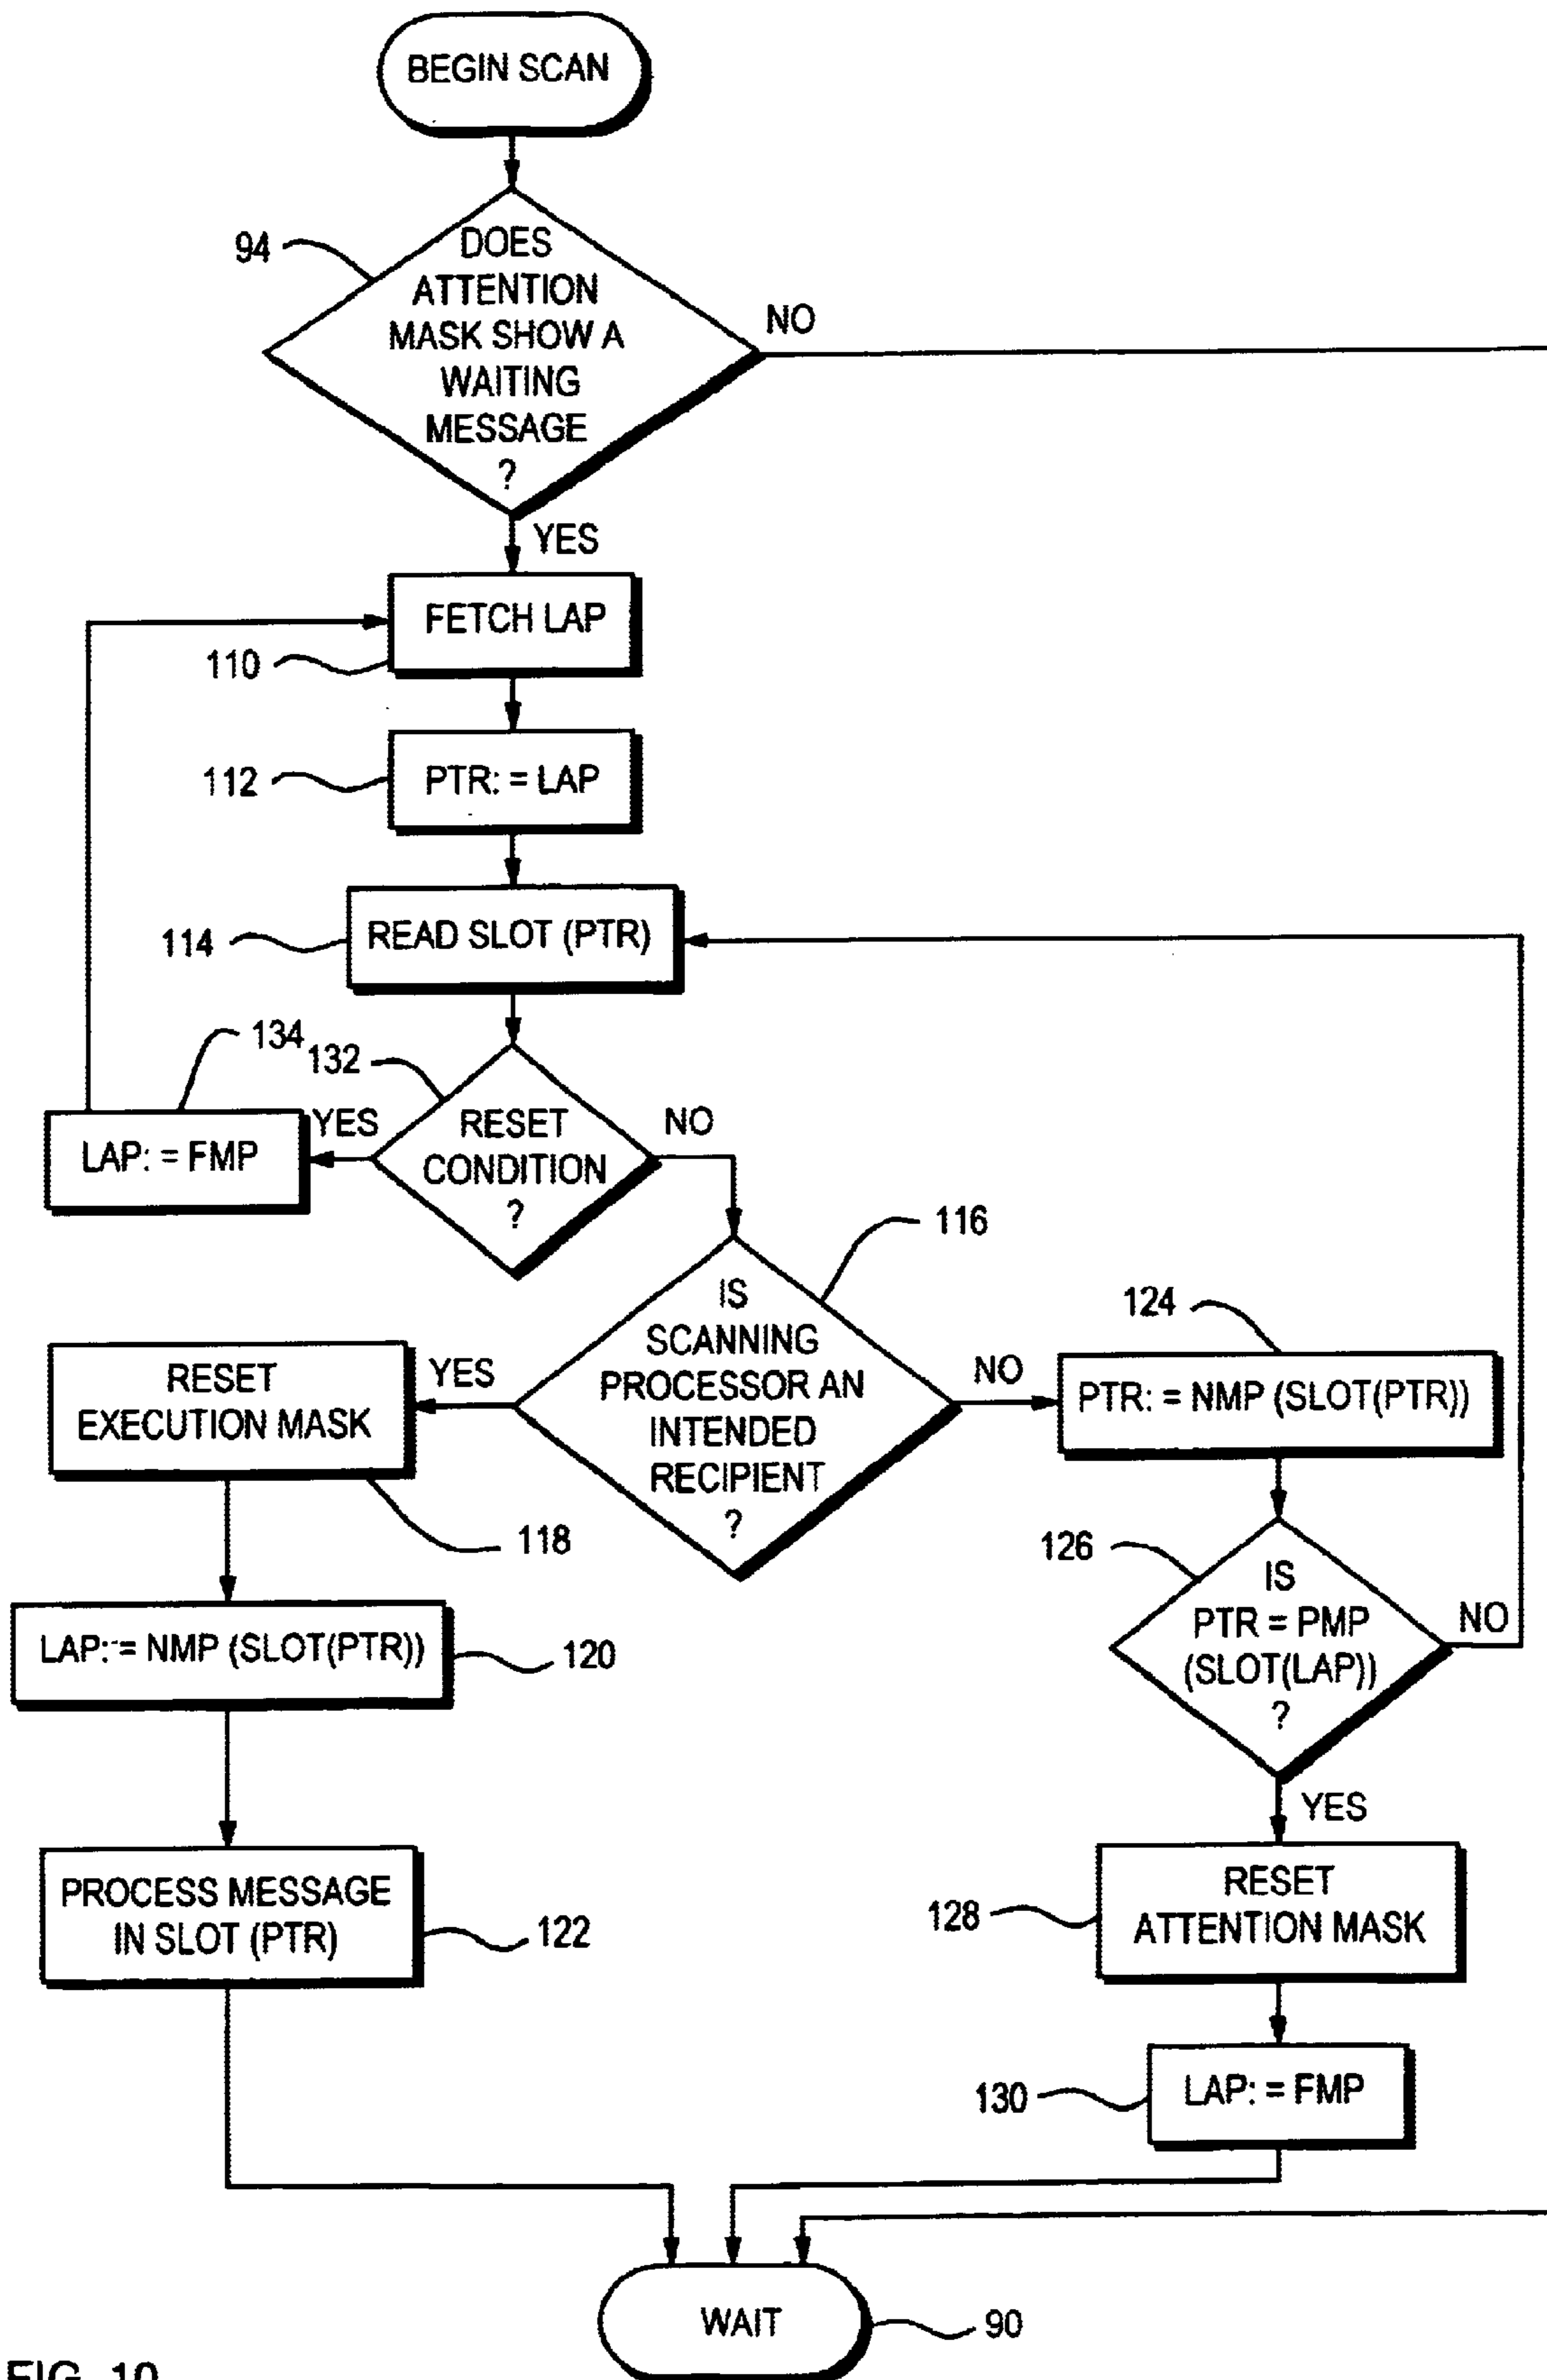 BEGIN SCAN
94
DOES
ATTENTION
MASK SHOW A
WAITING
MESSAGE
?
NO
YES
FETCH LAP
110
PTR: = LAP
112
READ SLOT (PTR)
114
134
132
RESET
CONDITION
?
YES
NO
LAP: = FMP
116
IS
SCANNING
PROCESSOR AN
INTENDED
RECIPIENT
?
YES
NO
RESET
EXECUTION MASK
118
124
PTR: = NMP (SLOT(PTR))
126
IS
PTR = PMP
(SLOT(LAP))
?
NO
YES
LAP: = NMP (SLOT(PTR))
120
PROCESS MESSAGE
IN SLOT (PTR)
122
RESET
ATTENTION MASK
128
LAP: = FMP
130
WAIT
90
FIG. 10